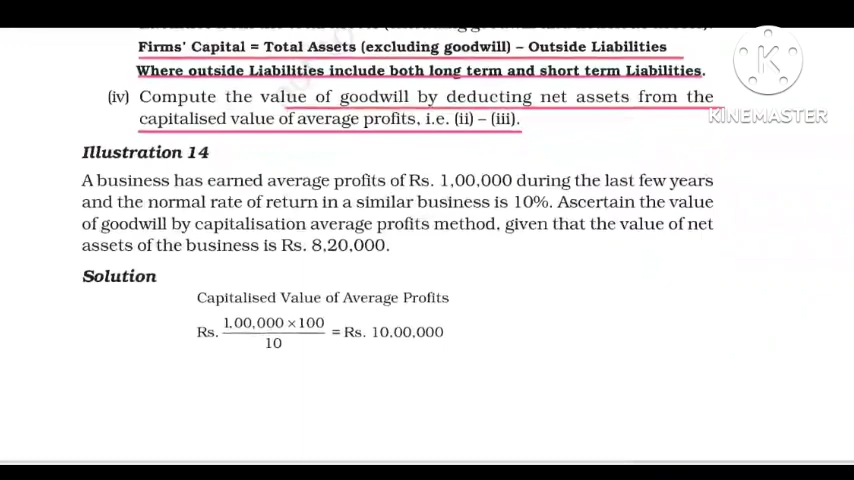 Firms' Capital = Total Assets (excluding goodwill) – Outside Liabilities
Where outside Liabilities include both long term and short term Liabilities.
(iv) Compute the value of goodwill by deducting net assets from the
capitalised value of average profits, i.e. (ii) – (iii).
KINEMASTER
Illustration 14
A business has earned average profits of Rs. 1,00,000 during the last few years
and the normal rate of return in a similar business is 10%. Ascertain the value
of goodwill by capitalisation average profits method, given that the value of net
assets of the business is Rs. 8,20,000.
Solution
Capitalised Value of Average Profits
Rs. 1,00,000 × 100 / 10 = Rs. 10,00,000